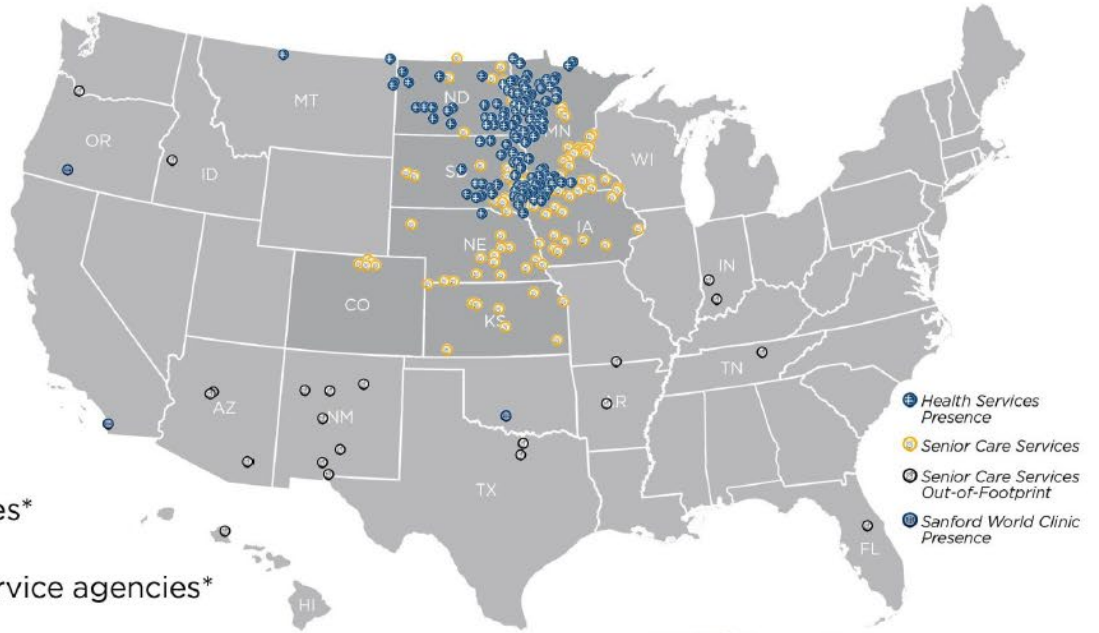 MT
ND
MN
OR
ID
SD
WI
IA
NE
IN
CO
KS
TN
AZ
NM
AR
TX
FL
HI
Health Services
Presence
Senior Care Services
Senior Care Services
Out-of-Footprint
Sanford World Clinic
Presence
es*
rvice agencies*